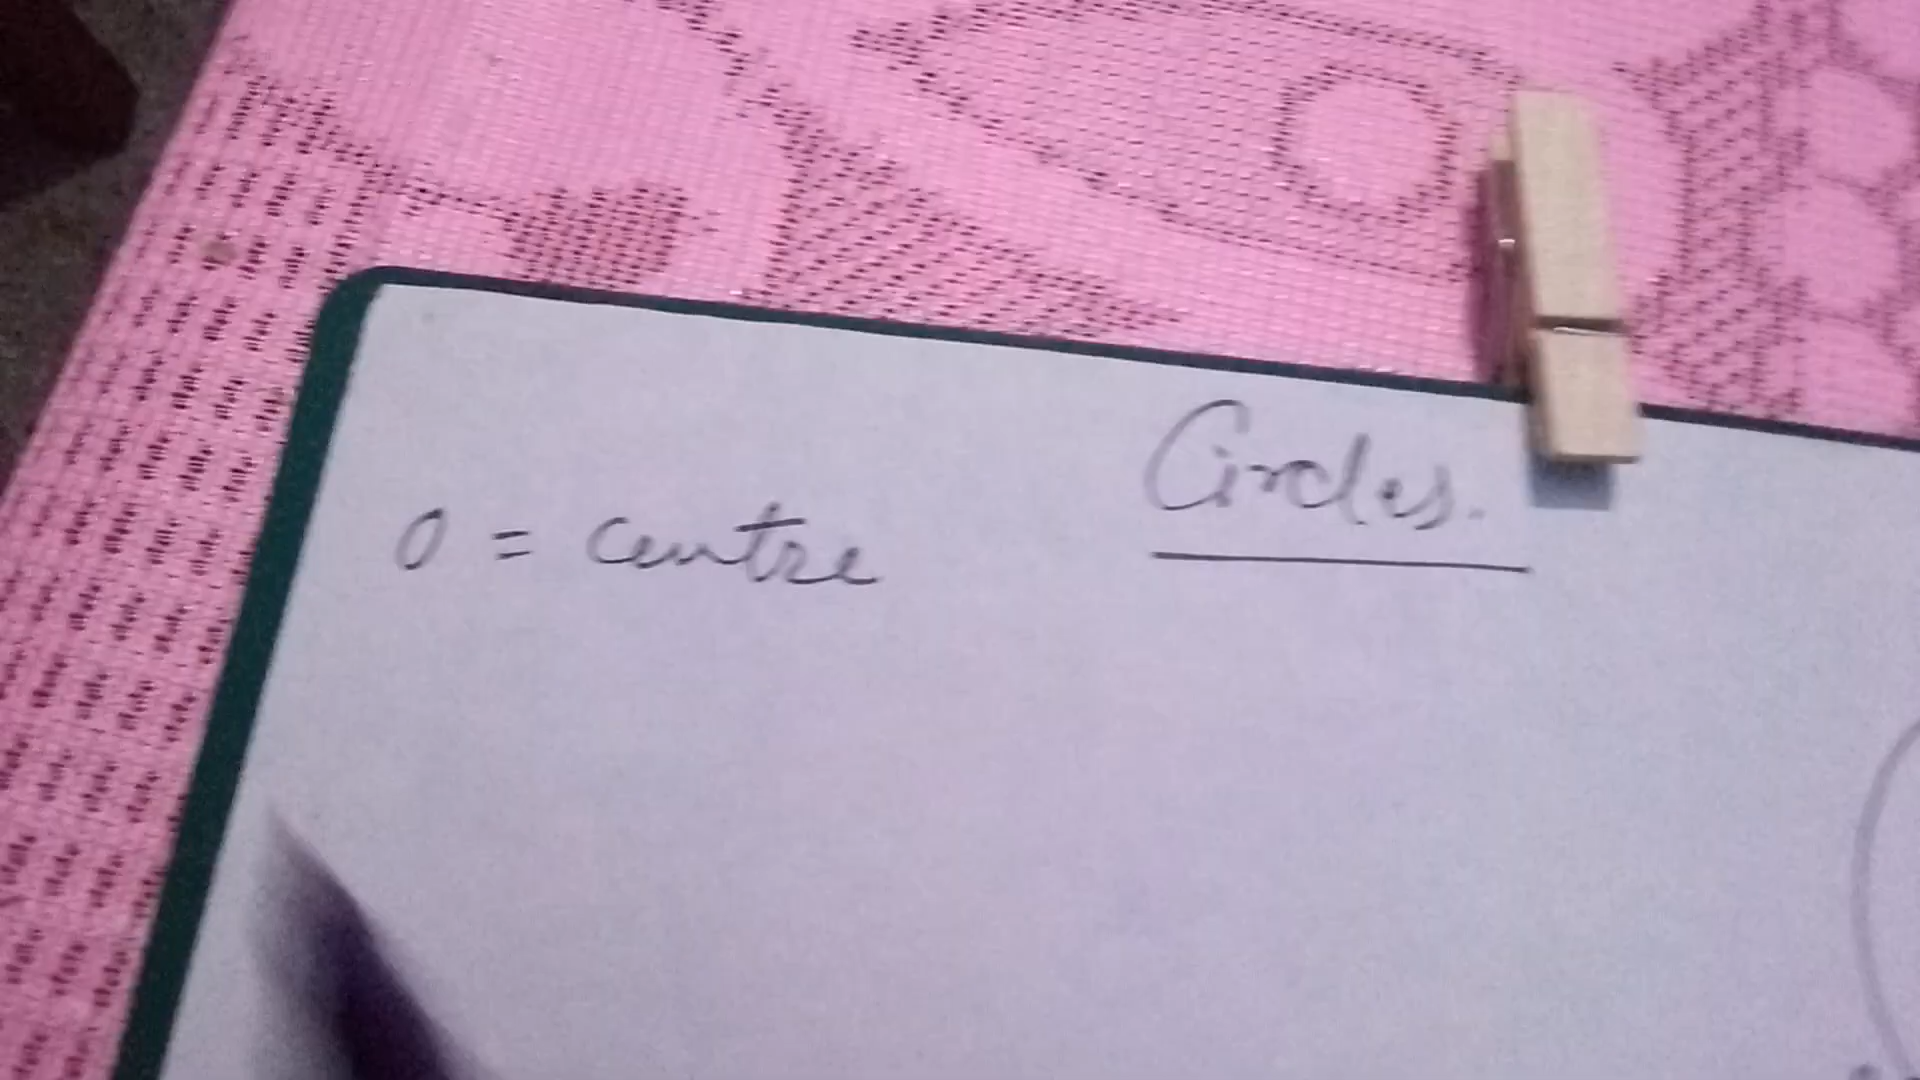 Circles.
O = centre